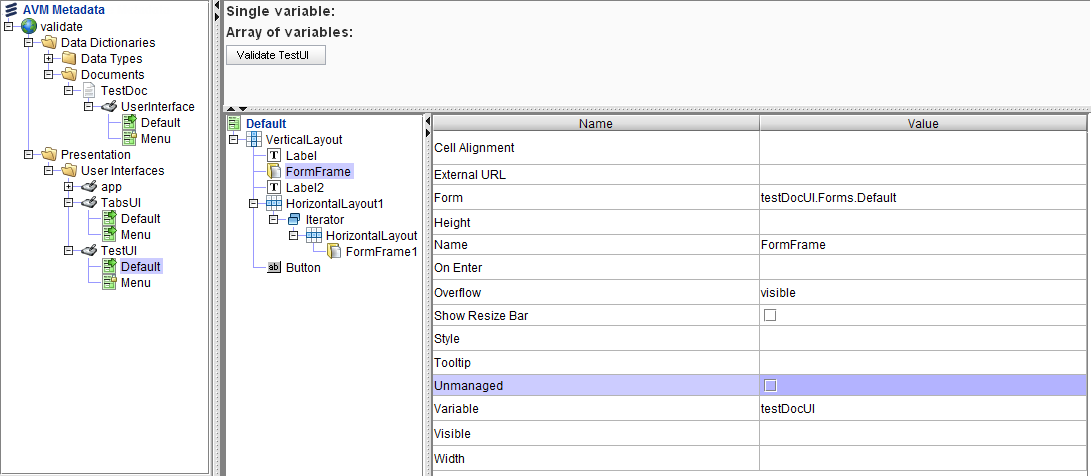 AVM Metadata
validate
Data Dictionaries
Data Types
Documents
TestDoc
UserInterface
Default
Menu
Presentation
User Interfaces
app
TabsUI
Default
Menu
TestUI
Default
Menu
Single variable:
Array of variables:
Validate TestUI
Default
VerticalLayout
Label
FormFrame
Label2
HorizontalLayout1
Iterator
HorizontalLayout
FormFrame1
Button
Name Value
Cell Alignment
External URL
Form testDocUI.Forms.Default
Height
Name FormFrame
On Enter
Overflow visible
Show Resize Bar
Style
Tooltip
Unmanaged
Variable testDocUI
Visible
Width